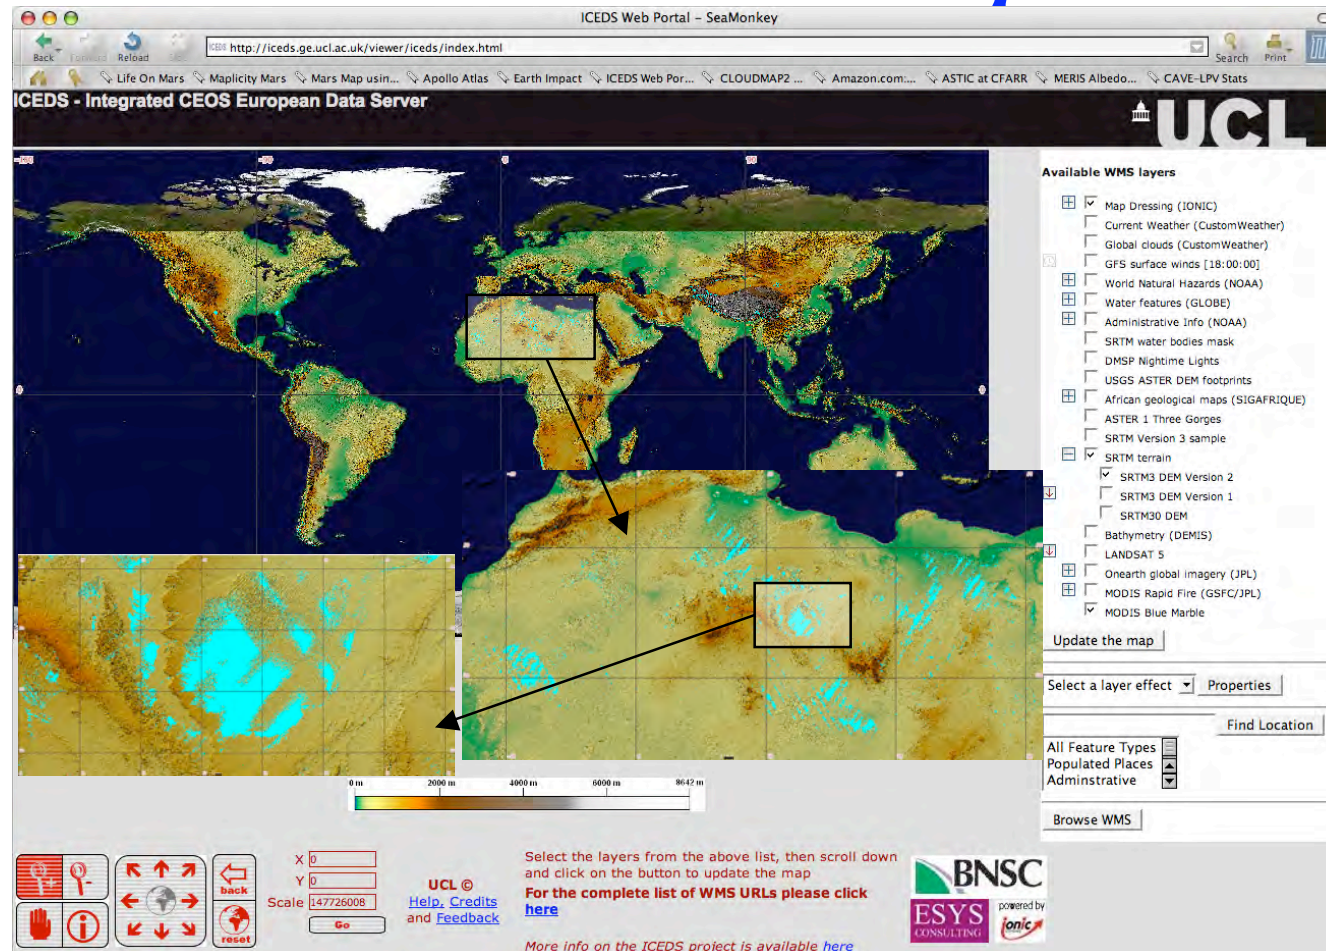 ICEDS Web Portal – SeaMonkey
Back
Forward
Reload
Stop
ICEDS http://iceds.ge.ucl.ac.uk/viewer/iceds/index.html
Search
Print
Life On Mars Maplicity Mars Mars Map usin... Apollo Atlas Earth Impact ICEDS Web Por... CLOUDMAP2 ... Amazon.com:... ASTIC at CFARR MERIS Albedo... CAVE-LPV Stats
ICEDS - Integrated CEOS European Data Server
UCL
-90 0 90
0 0
Available WMS layers
Map Dressing (IONIC)
Current Weather (CustomWeather)
Global clouds (CustomWeather)
GFS surface winds [18:00:00]
World Natural Hazards (NOAA)
Water features (GLOBE)
Administrative Info (NOAA)
SRTM water bodies mask
DMSP Nightime Lights
USGS ASTER DEM footprints
African geological maps (SIGAFRIQUE)
ASTER 1 Three Gorges
SRTM Version 3 sample
SRTM terrain
SRTM3 DEM Version 2
SRTM3 DEM Version 1
SRTM30 DEM
Bathymetry (DEMIS)
LANDSAT 5
Onearth global imagery (JPL)
MODIS Rapid Fire (GSFC/JPL)
MODIS Blue Marble
Update the map
Select a layer effect Properties
Find Location
All Feature Types
Populated Places
Adminstrative
Browse WMS
0 m 2000 m 4000 m 6000 m 8642 m
back
reset
X 0
Y 0
Scale 147726008
Go
UCL ©
Help, Credits
and Feedback
Select the layers from the above list, then scroll down
and click on the button to update the map
For the complete list of WMS URLs please click
here
More info on the ICEDS project is available here
BNSC
ESYS
CONSULTING
powered by
ionic